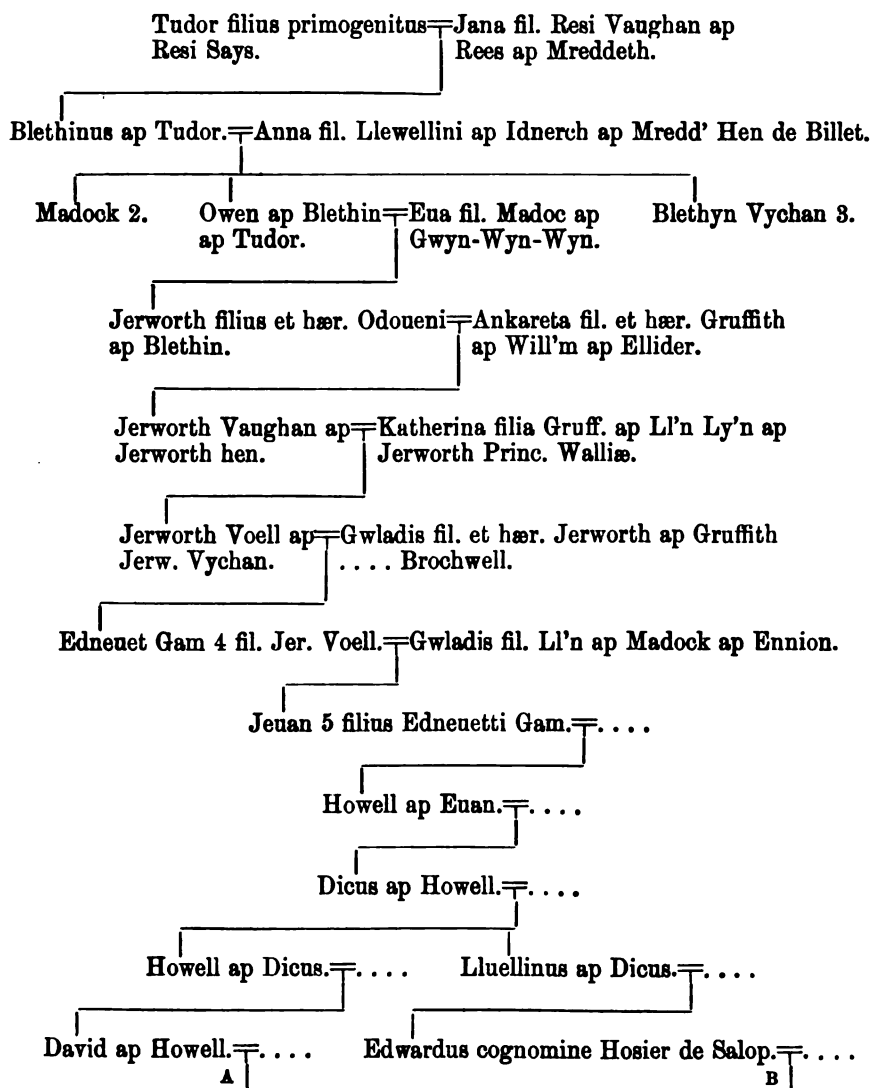 Tudor filius primogenitus=Jana fil. Resi Vaughan ap
Resi Says. Rees ap Mreddeth.
Blethinus ap Tudor.=Anna fil. Llewellini ap Idnerch ap Mredd' Hen de Billet.
Madock 2. Owen ap Blethin=Eua fil. Madoc ap Blethyn Vychan 3.
ap Tudor. Gwyn-Wyn-Wyn.
Jerworth filius et hær. Odoueni=Ankareta fil. et hær. Gruffith
ap Blethin. ap Will'm ap Ellider.
Jerworth Vaughan ap=Katherina filia Gruff. ap Ll'n Ly'n ap
Jerworth hen. Jerworth Princ. Walliæ.
Jerworth Voell ap=Gwladis fil. et hær. Jerworth ap Gruffith
Jerw. Vychan. .... Brochwell.
Edneuet Gam 4 fil. Jer. Voell.=Gwladis fil. Ll'n ap Madock ap Ennion.
Jeuan 5 filius Edneuetti Gam.=....
Howell ap Euan.=....
Dicus ap Howell.=....
Howell ap Dicus.=.... Lluellinus ap Dicus.=....
David ap Howell.=.... Edwardus cognomine Hosier de Salop.=....
A B